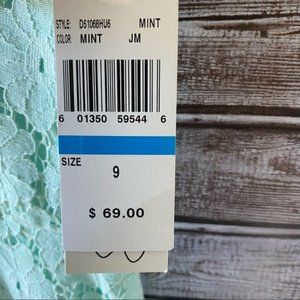 STYLE: D51068HU6 MINT
COLOR: MINT JM
6 01350 59544 6
SIZE
9
$ 69.00